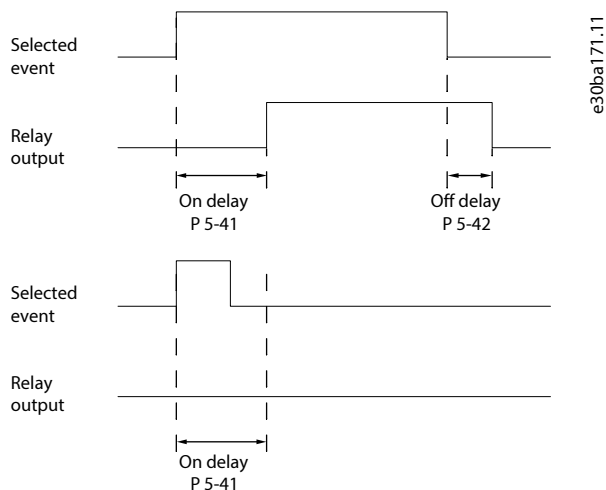 Selected
event
e30ba171.11
Relay
output
On delay
P 5-41
Off delay
P 5-42
Selected
event
Relay
output
On delay
P 5-41